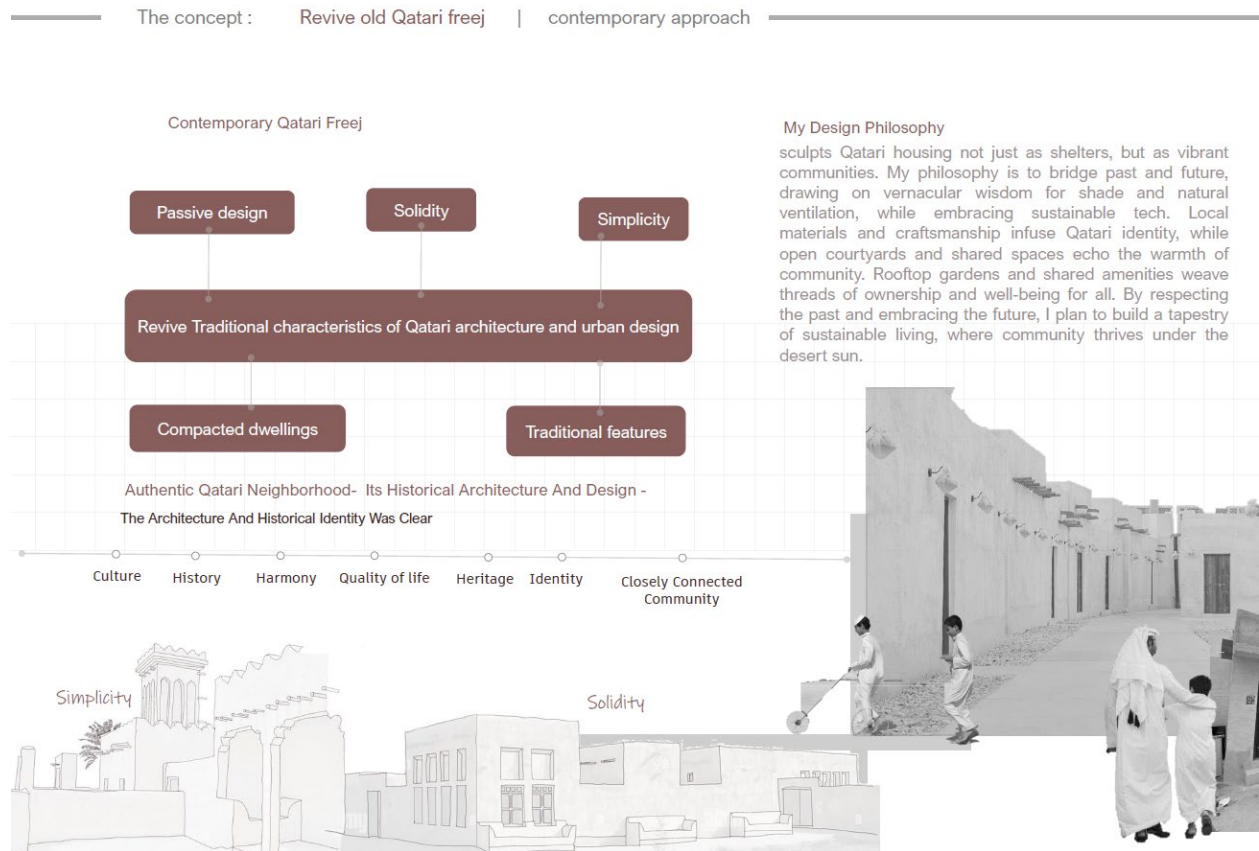 The concept : Revive old Qatari freej | contemporary approach
Contemporary Qatari Freej
Passive design
Solidity
Simplicity
Revive Traditional characteristics of Qatari architecture and urban design
Compacted dwellings
Traditional features
Authentic Qatari Neighborhood- Its Historical Architecture And Design -
The Architecture And Historical Identity Was Clear
Culture
History
Harmony
Quality of life
Heritage
Identity
Closely Connected
Community
My Design Philosophy
sculpts Qatari housing not just as shelters, but as vibrant
communities. My philosophy is to bridge past and future,
drawing on vernacular wisdom for shade and natural
ventilation, while embracing sustainable tech. Local
materials and craftsmanship infuse Qatari identity, while
open courtyards and shared spaces echo the warmth of
community. Rooftop gardens and shared amenities weave
threads of ownership and well-being for all. By respecting
the past and embracing the future, I plan to build a tapestry
of sustainable living, where community thrives under the
desert sun.
Simplicity
Solidity